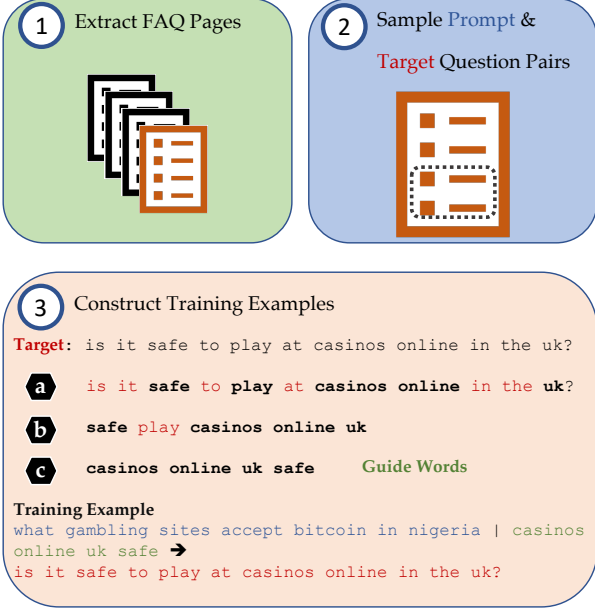 1 Extract FAQ Pages
2 Sample Prompt &
Target Question Pairs
3 Construct Training Examples
Target: is it safe to play at casinos online in the uk?
a is it safe to play at casinos online in the uk?
b safe play casinos online uk
c casinos online uk safe Guide Words
Training Example
what gambling sites accept bitcoin in nigeria | casinos
online uk safe ➔
is it safe to play at casinos online in the uk?